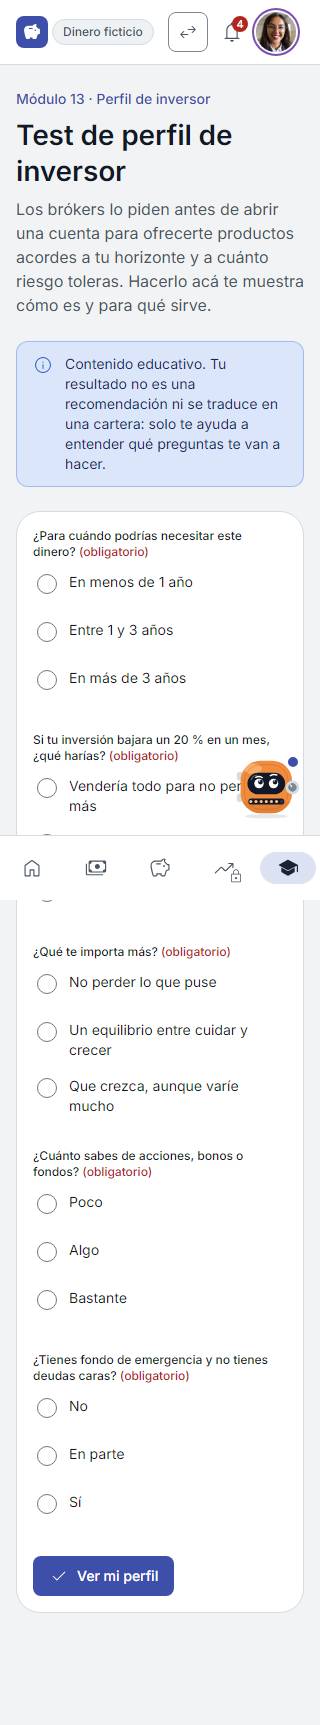 Dinero ficticio
4
Módulo 13 · Perfil de inversor
Test de perfil de
inversor
Los brókers lo piden antes de abrir
una cuenta para ofrecerte productos
acordes a tu horizonte y a cuánto
riesgo toleras. Hacerlo acá te muestra
cómo es y para qué sirve.
Contenido educativo. Tu
resultado no es una
recomendación ni se traduce en
una cartera: solo te ayuda a
entender qué preguntas te van a
hacer.
¿Para cuándo podrías necesitar este
dinero? (obligatorio)
En menos de 1 año
Entre 1 y 3 años
En más de 3 años
Si tu inversión bajara un 20 % en un mes,
¿qué harías? (obligatorio)
Vendería todo para no
más
¿Qué te importa más? (obligatorio)
No perder lo que puse
Un equilibrio entre cuidar y
crecer
Que crezca, aunque varíe
mucho
¿Cuánto sabes de acciones, bonos o
fondos? (obligatorio)
Poco
Algo
Bastante
¿Tienes fondo de emergencia y no tienes
deudas caras? (obligatorio)
No
En parte
Sí
Ver mi perfil